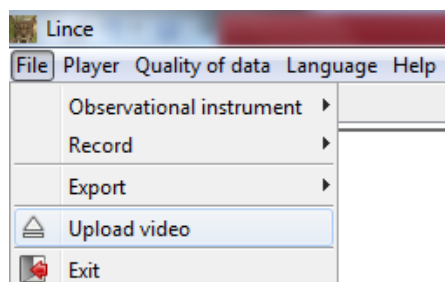 Lince
File Player Quality of data Language Help
Observational instrument
Record
Export
Upload video
Exit